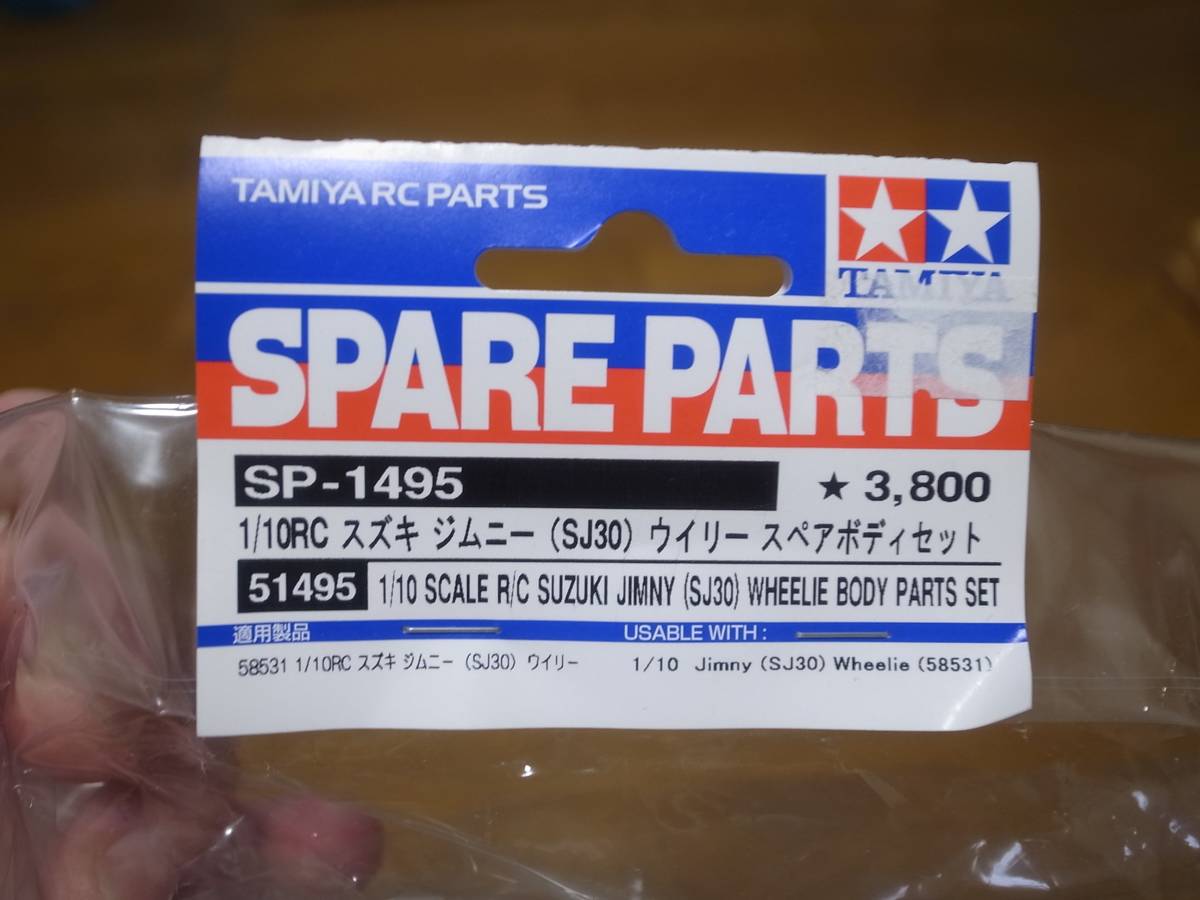 TAMIYA RC PARTS
TAMIYA
SPARE PARTS
SP-1495 ★ 3,800
1/10RC スズキ ジムニー (SJ30) ウイリー スペアボディセット
51495 1/10 SCALE R/C SUZUKI JIMNY (SJ30) WHEELIE BODY PARTS SET
適用製品 USABLE WITH :
58531 1/10RC スズキ ジムニー (SJ30) ウイリー 1/10 Jimny (SJ30) Wheelie (58531)